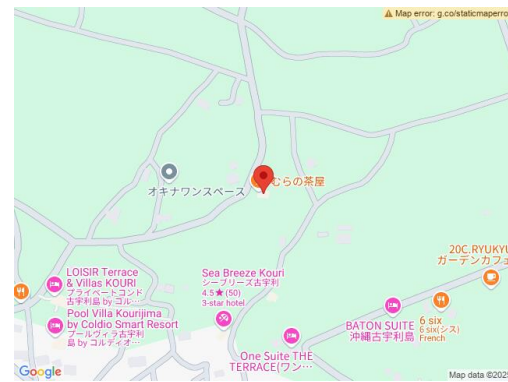 Map error: g.co/staticmaperro
むらの茶屋
オキナワンスペース
20C.RYUKYU
ガーデンカフェ
LOISIR Terrace
& Villas KOURI
プライベートコンド
古宇利島 by コル...
Sea Breeze Kouri
シーブリーズ古宇利
4.5★(50)
3-star hotel
Pool Villa Kourijima
by Coldio Smart Resort
プールヴィラ古宇利
島 by コルディオ...
One Suite THE
TERRACE(ワン...
BATON SUITE
沖縄古宇利島
6 six
6 six(シス)
French
Google
Map data ©2025